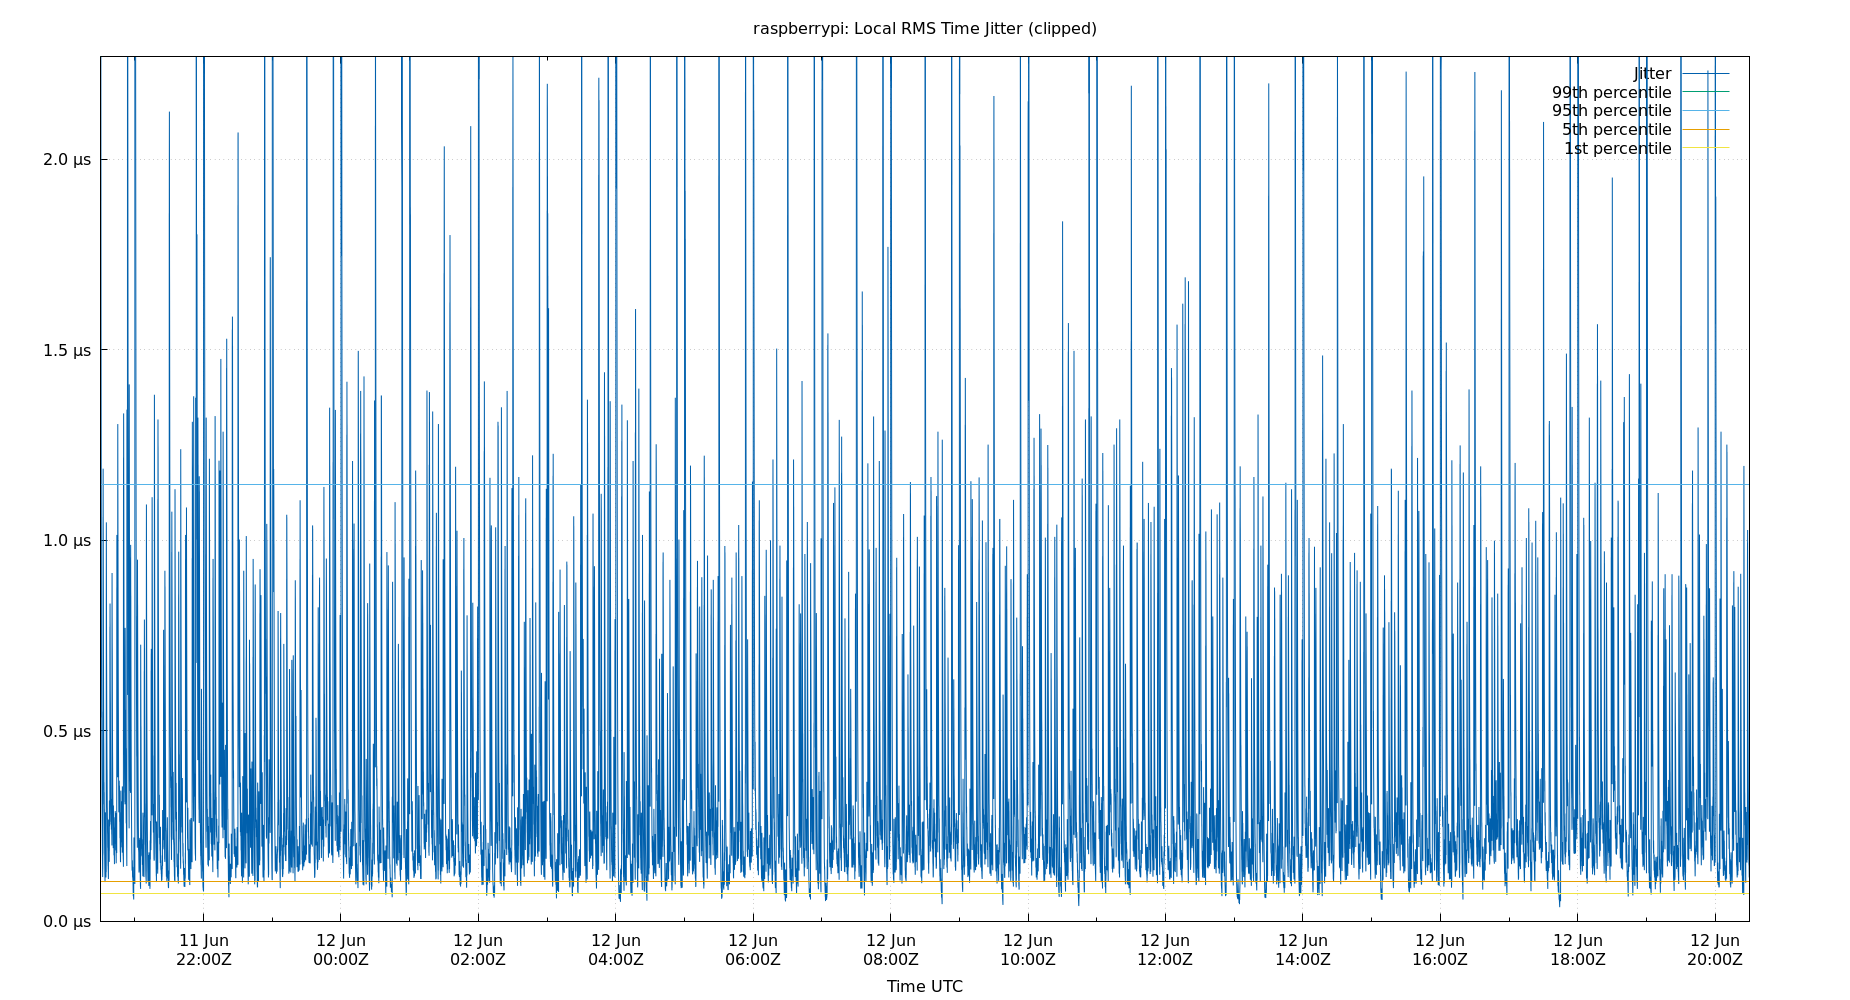 raspberrypi: Local RMS Time Jitter (clipped)
Jitter
99th percentile
95th percentile
5th percentile
1st percentile
2.0 µs
1.5 µs
1.0 µs
0.5 µs
0.0 µs
11 Jun 12 Jun 12 Jun 12 Jun 12 Jun 12 Jun 12 Jun 12 Jun 12 Jun 12 Jun 12 Jun 12 Jun
22:00Z 00:00Z 02:00Z 04:00Z 06:00Z 08:00Z 10:00Z 12:00Z 14:00Z 16:00Z 18:00Z 20:00Z
Time UTC